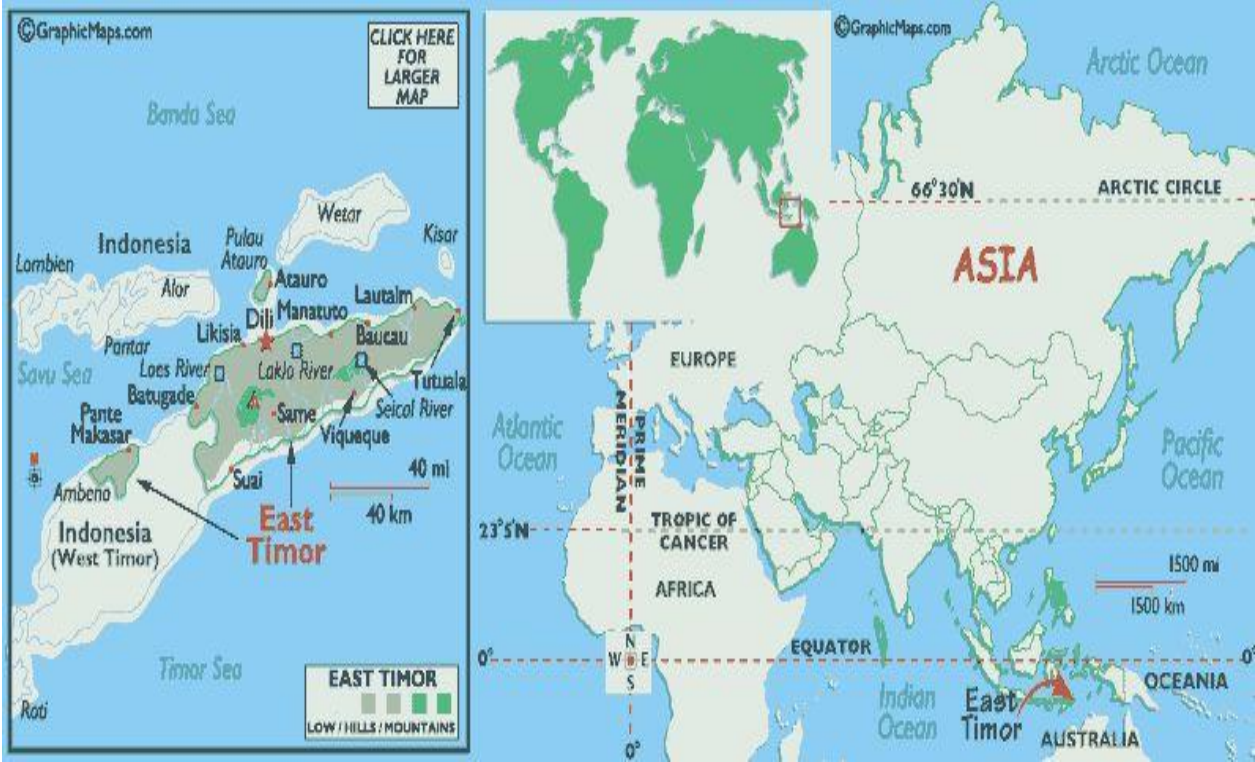 ©GraphicMaps.com
CLICK HERE
FOR
LARGER
MAP
Banda Sea
Wetar
Kisar
Indonesia
Pulau
Atauro
Lombien
Alor
Atauro
Lautaim
Manatuto
Dili
Likisia
Baucau
Pantar
Savu Sea
Laes River
Laklo River
Tutuala
Batugade
Seical River
Same
Pante
Makasar
Viqueque
N
Suai
40 mi
40 km
Ambeno
East
Timor
Indonesia
(West Timor)
Timor Sea
Roti
EAST TIMOR
LOW / HILLS / MOUNTAINS
©GraphicMaps.com
Arctic Ocean
66°30'N
ARCTIC CIRCLE
ASIA
EUROPE
Atlantic
Ocean
PRIME
MERIDIAN
Pacific
Ocean
23°5'N
TROPIC OF
CANCER
AFRICA
1500 mi
1500 km
EQUATOR
N
W E
S
0°
0°
0°
Indian
Ocean
East
Timor
OCEANIA
AUSTRALIA